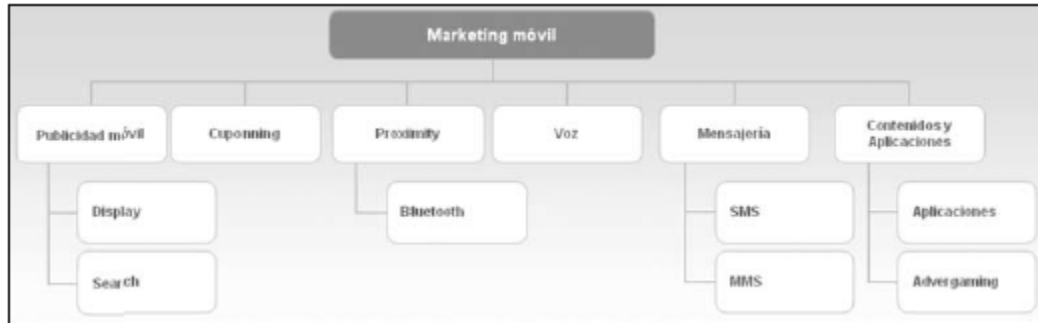 Marketing móvil
Publicidad móvil
Cuponning
Proximity
Voz
Mensajería
Contenidos y
Aplicaciones
Display
Search
Bluetooth
SMS
MMS
Aplicaciones
Advergaming